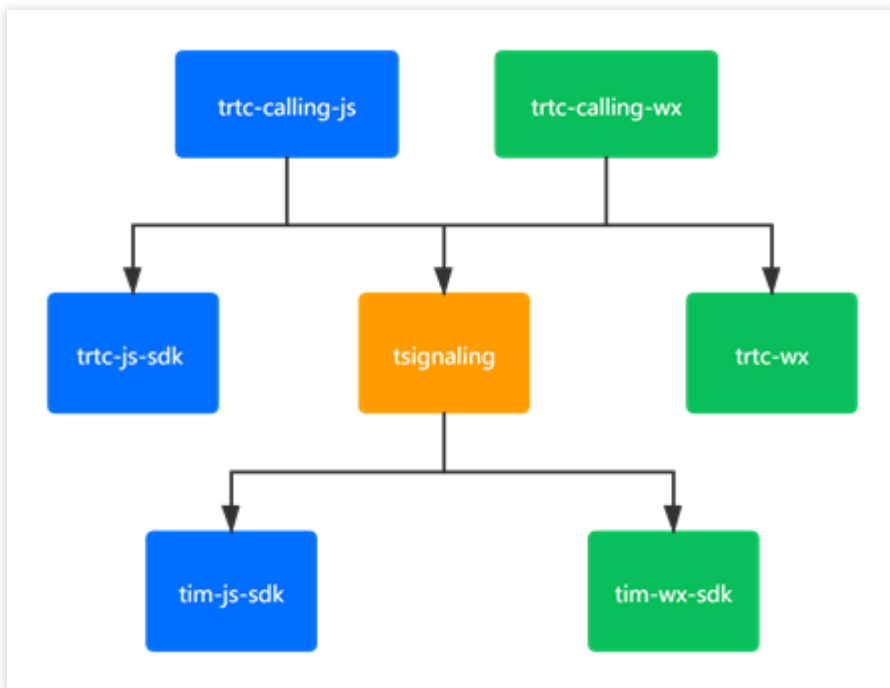 trtc-calling-js
trtc-calling-wx
trtc-js-sdk
tsignaling
trtc-wx
tim-js-sdk
tim-wx-sdk